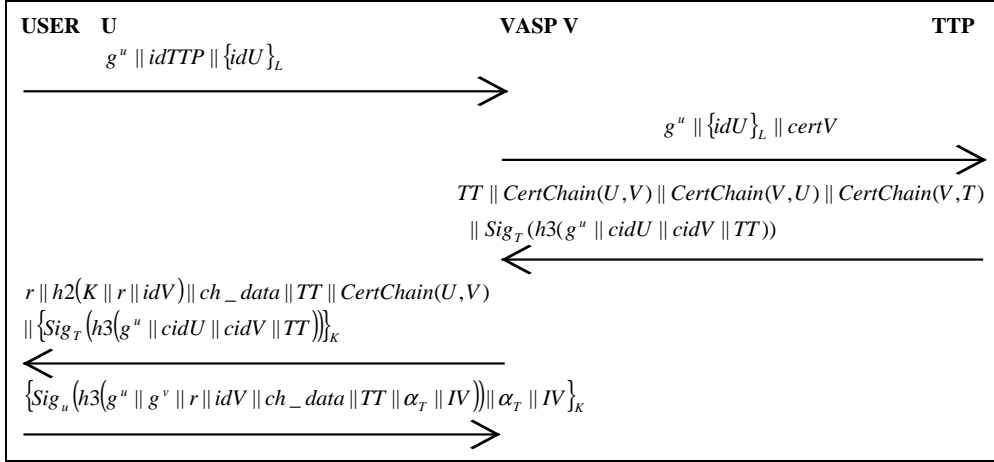 USER U VASP V TTP
g^u || idTTP || {idU}_L
g^u || {idU}_L || certV
TT || CertChain(U,V) || CertChain(V,U) || CertChain(V,T)
|| Sig_T (h3(g^u || cidU || cidV || TT))
r || h2(K || r || idV) || ch_data || TT || CertChain(U,V)
|| {Sig_T (h3(g^u || cidU || cidV || TT))}_K
{Sig_u (h3(g^u || g^v || r || idV || ch_data || TT || α_T || IV)) || α_T || IV}_K